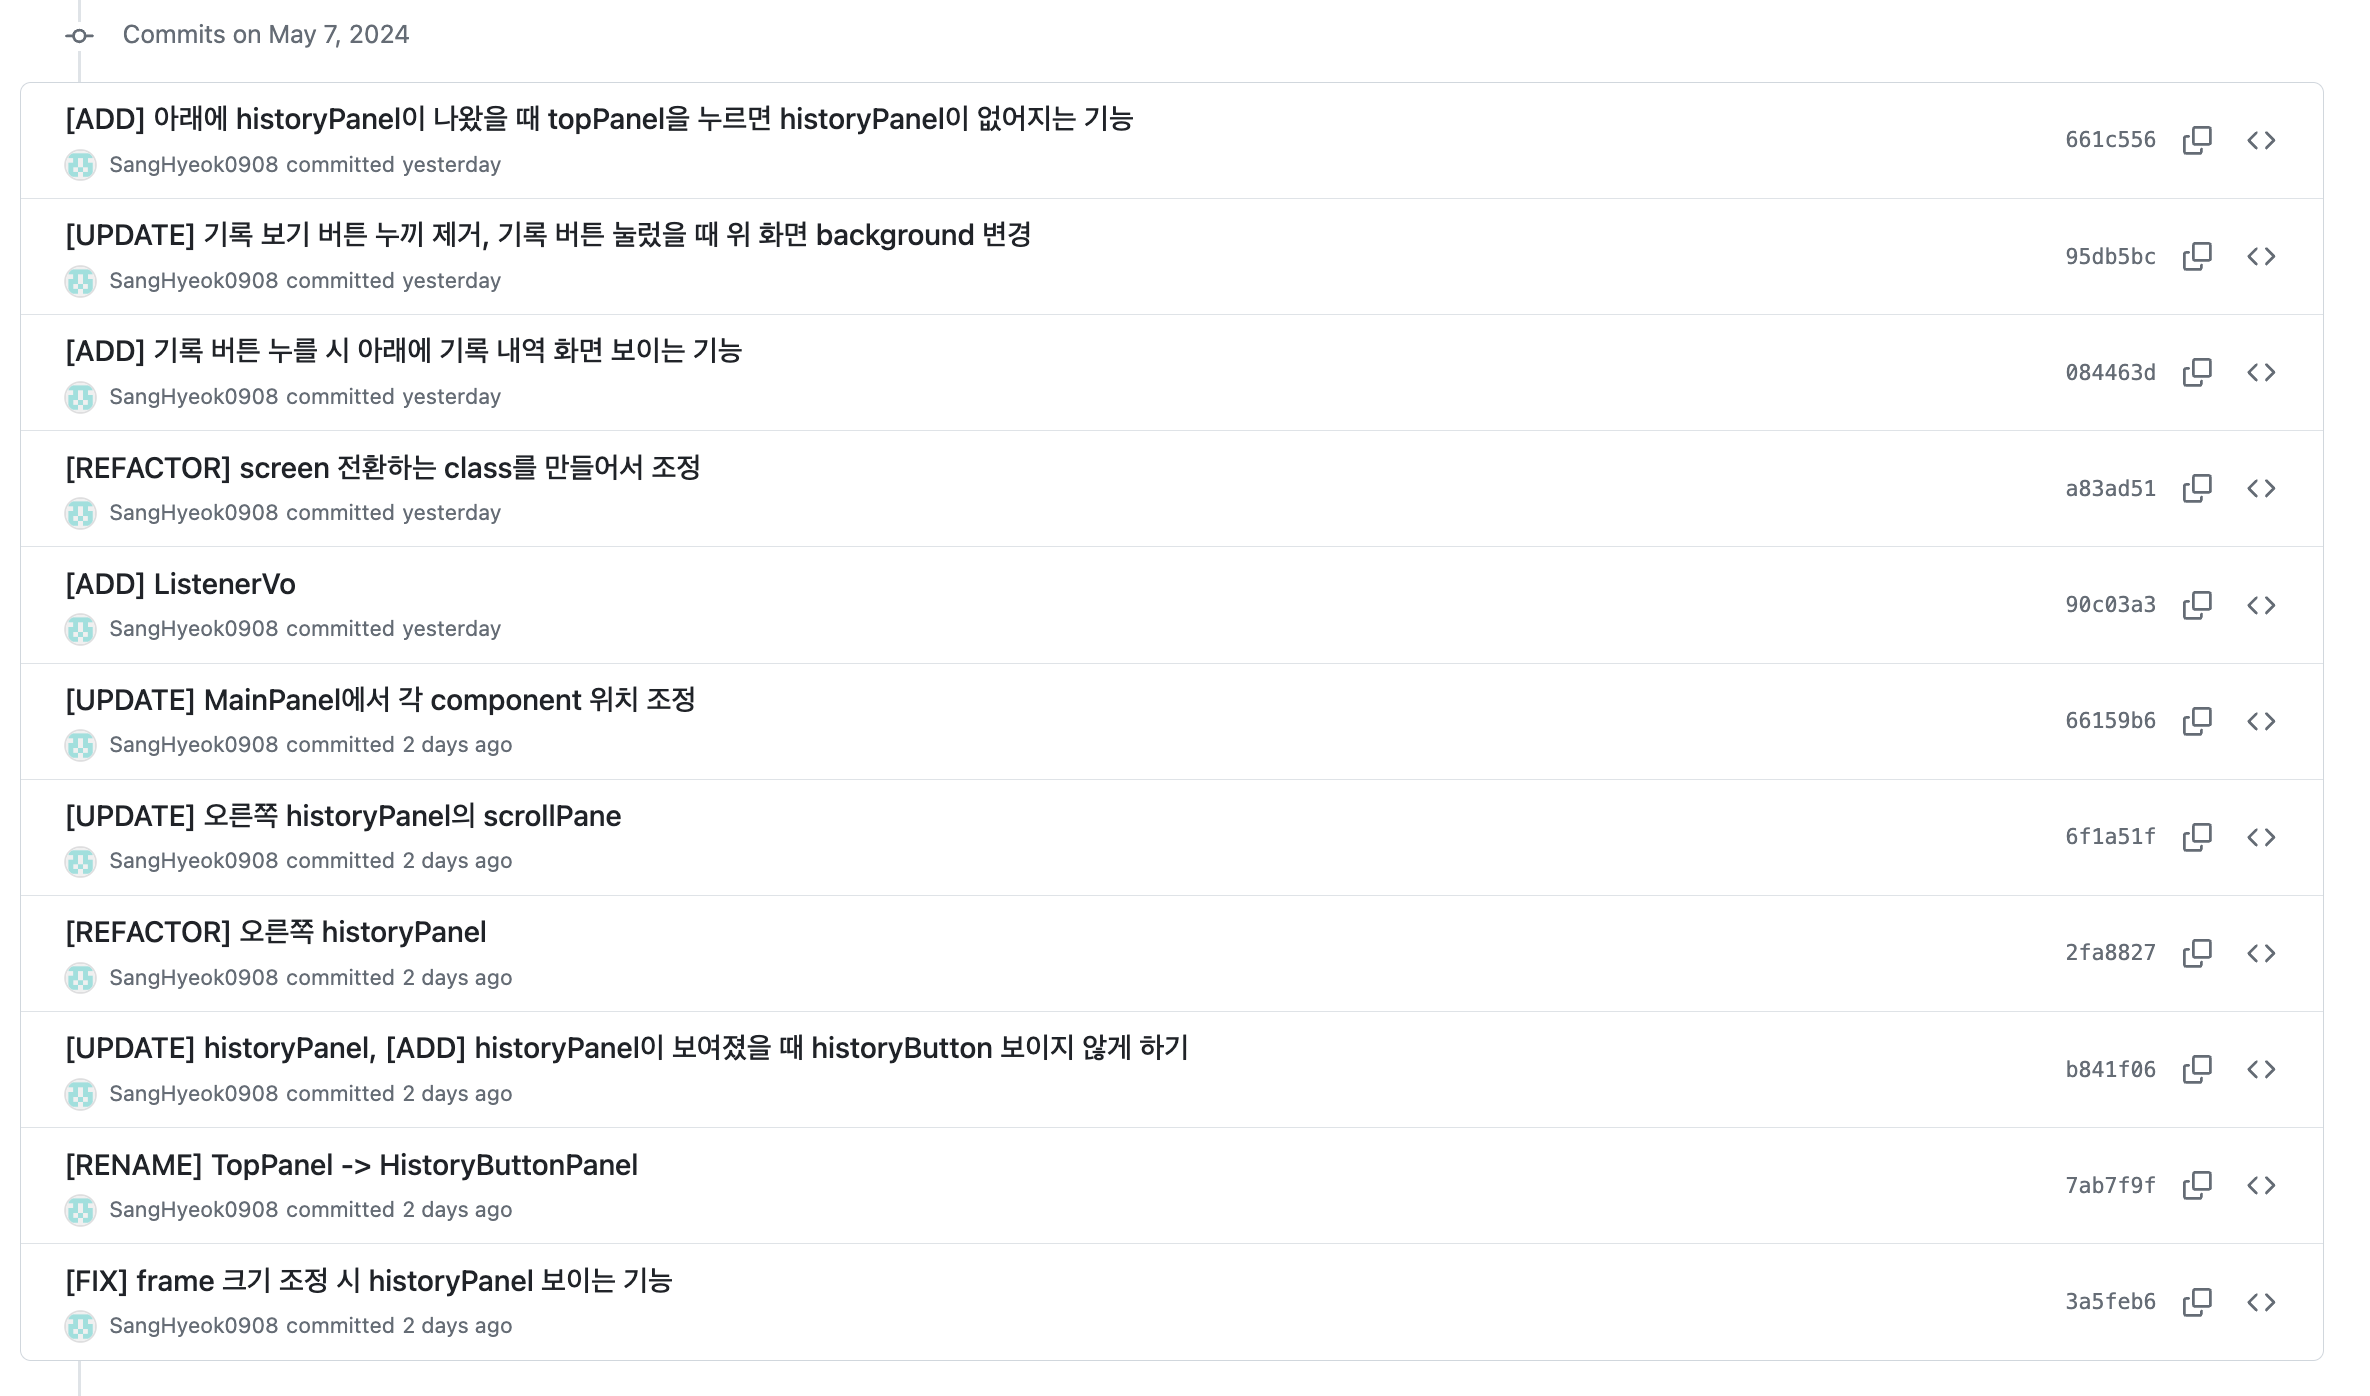 Commits on May 7, 2024
[ADD] 아래에 historyPanel이 나왔을 때 topPanel을 누르면 historyPanel이 없어지는 기능
661c556
SangHyeok0908 committed yesterday
[UPDATE] 기록 보기 버튼 누끼 제거, 기록 버튼 눌렀을 때 위 화면 background 변경
95db5bc
SangHyeok0908 committed yesterday
[ADD] 기록 버튼 누를 시 아래에 기록 내역 화면 보이는 기능
084463d
SangHyeok0908 committed yesterday
[REFACTOR] screen 전환하는 class를 만들어서 조정
a83ad51
SangHyeok0908 committed yesterday
[ADD] ListenerVo
90c03a3
SangHyeok0908 committed yesterday
[UPDATE] MainPanel에서 각 component 위치 조정
66159b6
SangHyeok0908 committed 2 days ago
[UPDATE] 오른쪽 historyPanel의 scrollPane
6f1a51f
SangHyeok0908 committed 2 days ago
[REFACTOR] 오른쪽 historyPanel
2fa8827
SangHyeok0908 committed 2 days ago
[UPDATE] historyPanel, [ADD] historyPanel이 보여졌을 때 historyButton 보이지 않게 하기
b841f06
SangHyeok0908 committed 2 days ago
[RENAME] TopPanel -> HistoryButtonPanel
7ab7f9f
SangHyeok0908 committed 2 days ago
[FIX] frame 크기 조정 시 historyPanel 보이는 기능
3a5feb6
SangHyeok0908 committed 2 days ago